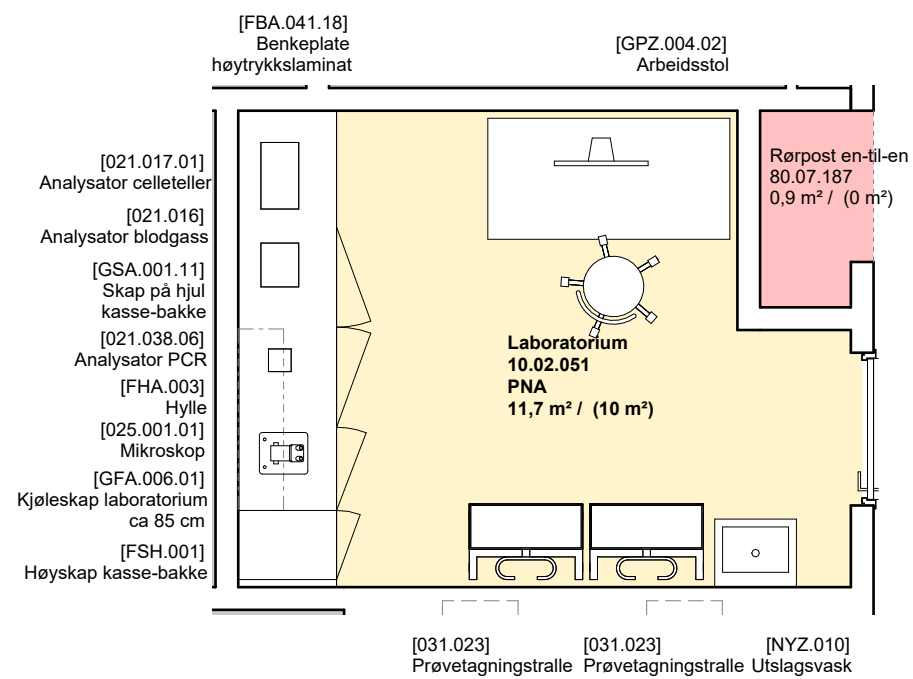 [FBA.041.18]
Benkeplate
høytrykkslaminat
[GPZ.004.02]
Arbeidsstol
[021.017.01]
Analysator celleteller
[021.016]
Analysator blodgass
[GSA.001.11]
Skap på hjul
kasse-bakke
[021.038.06]
Analysator PCR
[FHA.003]
Hylle
[025.001.01]
Mikroskop
[GFA.006.01]
Kjøleskap laboratorium
ca 85 cm
[FSH.001]
Høyskap kasse-bakke
Rørpost en-til-en
80.07.187
0,9 m² / (0 m²)
Laboratorium
10.02.051
PNA
11,7 m² / (10 m²)
[031.023]
Prøvetagningstralle
[031.023]
Prøvetagningstralle
[NYZ.010]
Utslagsvask